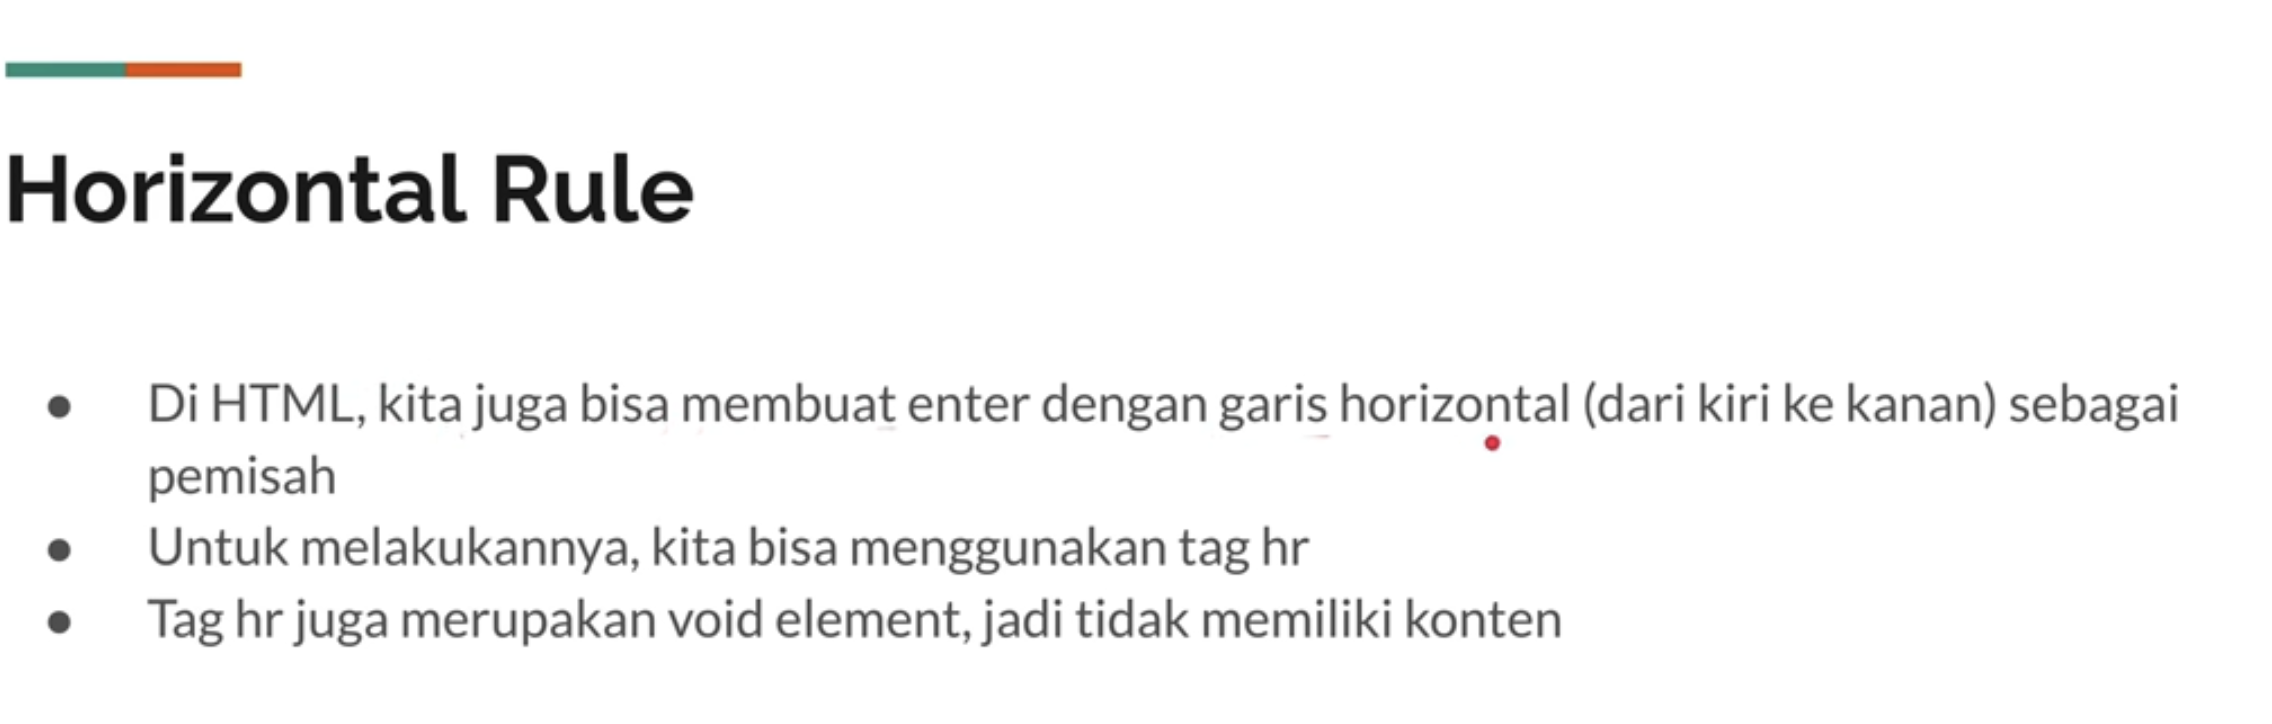 Horizontal Rule
● Di HTML, kita juga bisa membuat enter dengan garis horizontal (dari kiri ke kanan) sebagai
pemisah
● Untuk melakukannya, kita bisa menggunakan tag hr
● Tag hr juga merupakan void element, jadi tidak memiliki konten